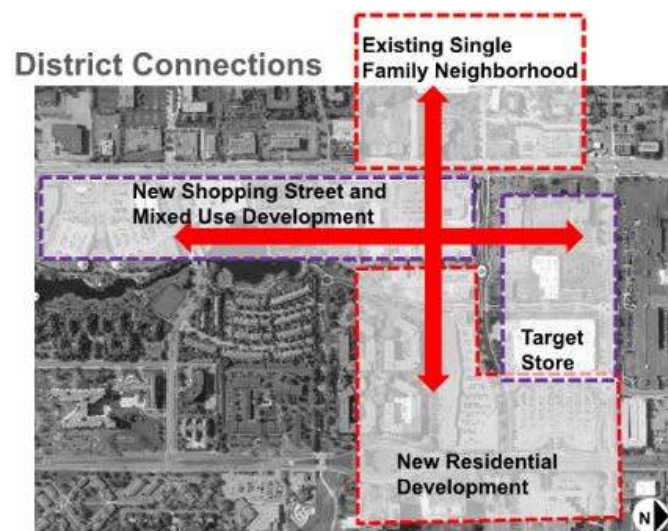 District Connections
Existing Single
Family Neighborhood
New Shopping Street and
Mixed Use Development
Target
Store
New Residential
Development
N